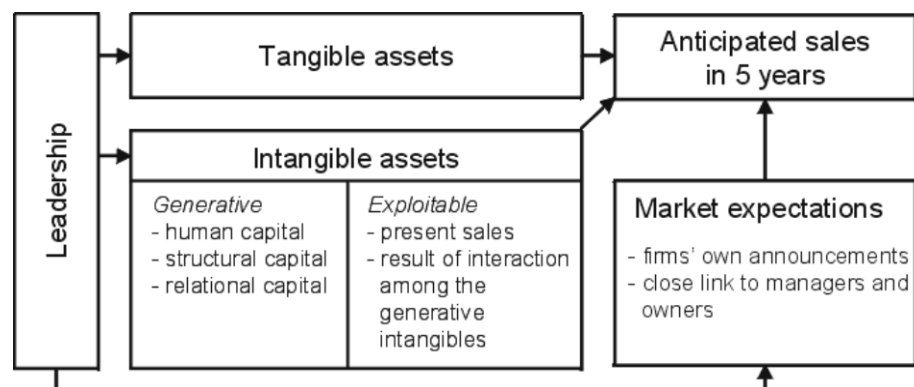 Leadership
Tangible assets
Anticipated sales
in 5 years
Intangible assets
Generative
- human capital
- structural capital
- relational capital
Exploitable
- present sales
- result of interaction
among the
generative
intangibles
Market expectations
- firms' own announcements
- close link to managers and
owners